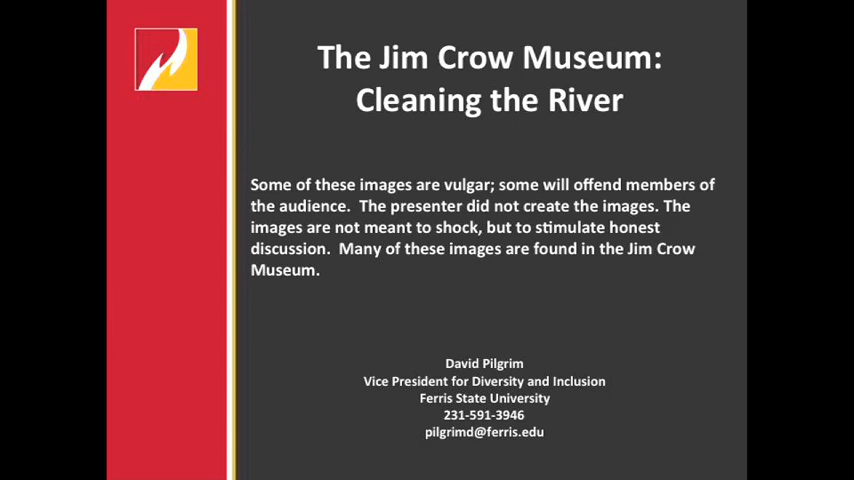 The Jim Crow Museum:
Cleaning the River
Some of these images are vulgar; some will offend members of
the audience.  The presenter did not create the images. The
images are not meant to shock, but to stimulate honest
discussion.  Many of these images are found in the Jim Crow
Museum.
David Pilgrim
Vice President for Diversity and Inclusion
Ferris State University
231-591-3946
pilgrimd@ferris.edu